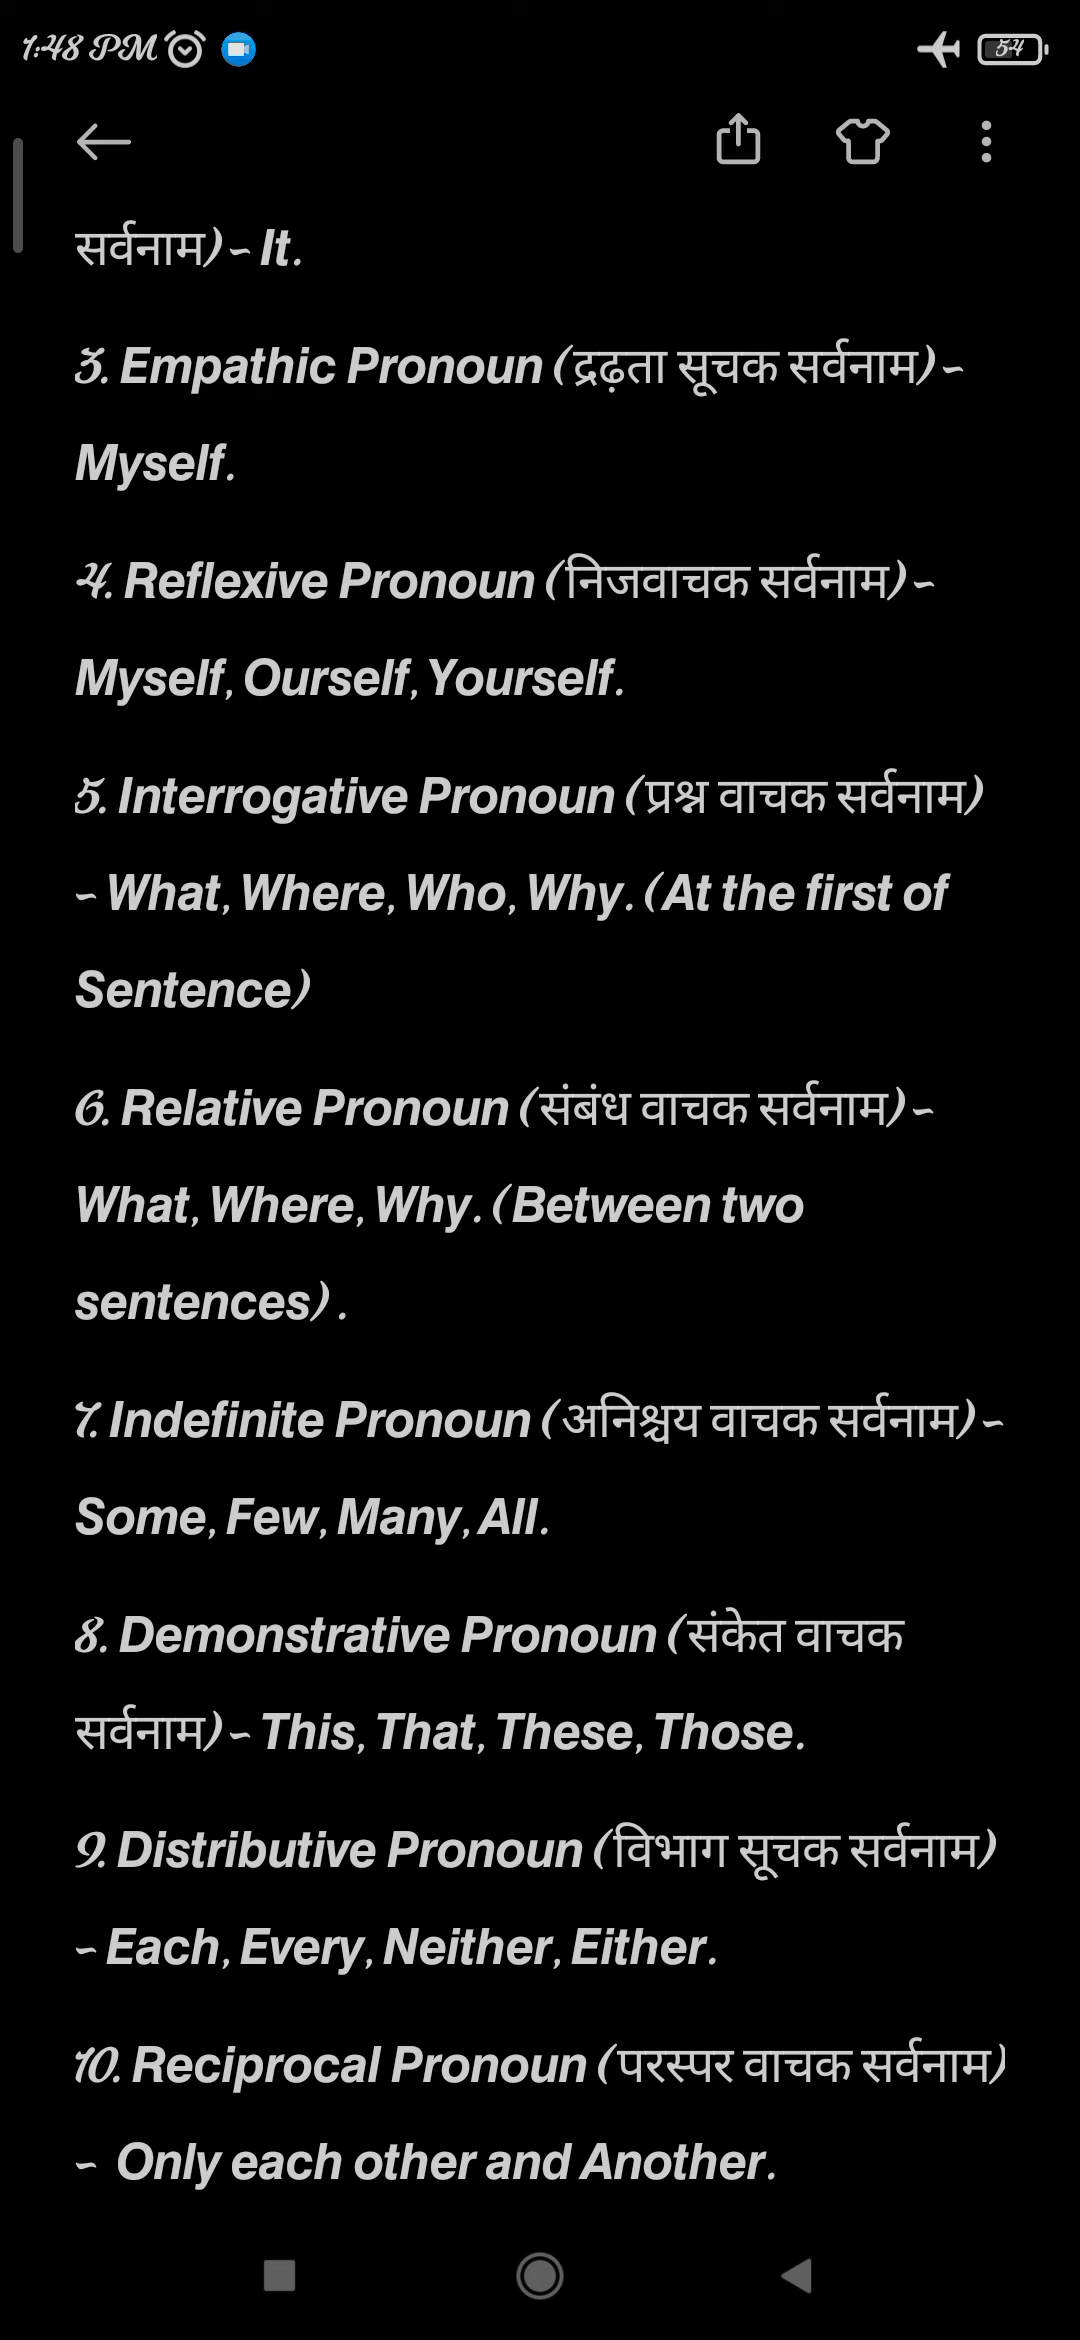 1:48 PM
54
सर्वनाम) ~ It.
3. Empathic Pronoun (द्रढ़ता सूचक सर्वनाम) ~
Myself.
4. Reflexive Pronoun (निजवाचक सर्वनाम) ~
Myself, Ourself, Yourself.
5. Interrogative Pronoun (प्रश्न वाचक सर्वनाम)
~ What, Where, Who, Why. (At the first of
Sentence)
6. Relative Pronoun (संबंध वाचक सर्वनाम) ~
What, Where, Why. (Between two
sentences) .
7. Indefinite Pronoun (अनिश्चय वाचक सर्वनाम) ~
Some, Few, Many, All.
8. Demonstrative Pronoun (संकेत वाचक
सर्वनाम) ~ This, That, These, Those.
9. Distributive Pronoun (विभाग सूचक सर्वनाम)
~ Each, Every, Neither, Either.
10. Reciprocal Pronoun (परस्पर वाचक सर्वनाम)
~ Only each other and Another.